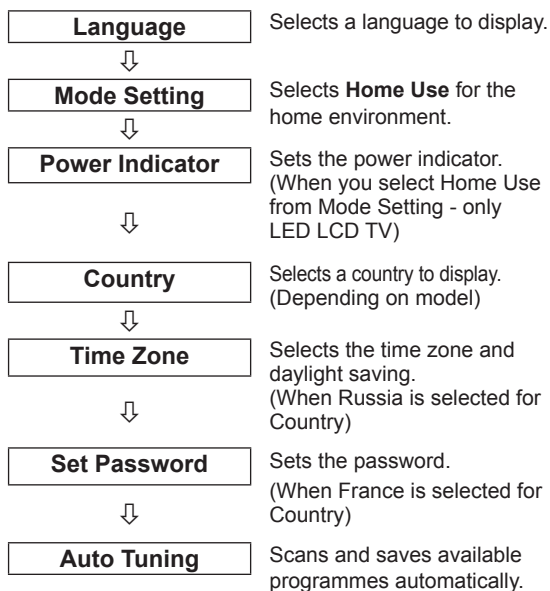 Language
Selects a language to display.
Mode Setting
Selects Home Use for the
home environment.
Power Indicator
Sets the power indicator.
(When you select Home Use
from Mode Setting - only
LED LCD TV)
Country
Selects a country to display.
(Depending on model)
Time Zone
Selects the time zone and
daylight saving.
(When Russia is selected for
Country)
Set Password
Sets the password.
(When France is selected for
Country)
Auto Tuning
Scans and saves available
programmes automatically.